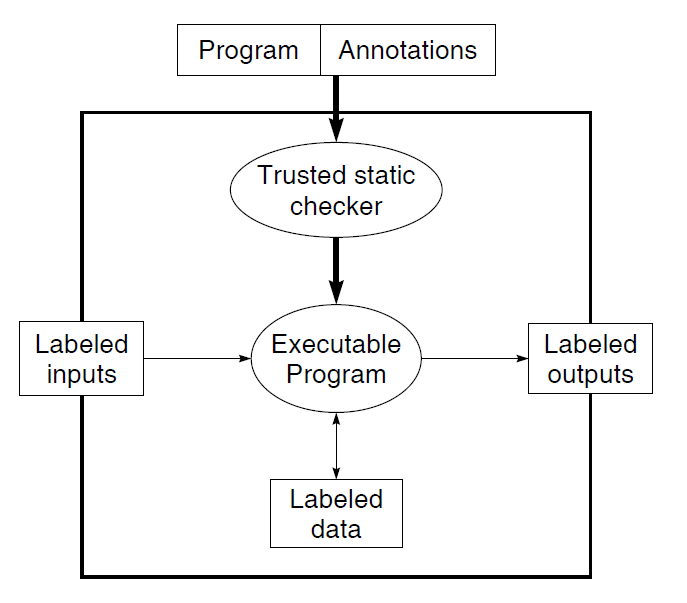 Program Annotations
Trusted static
checker
Labeled
inputs
Executable
Program
Labeled
outputs
Labeled
data